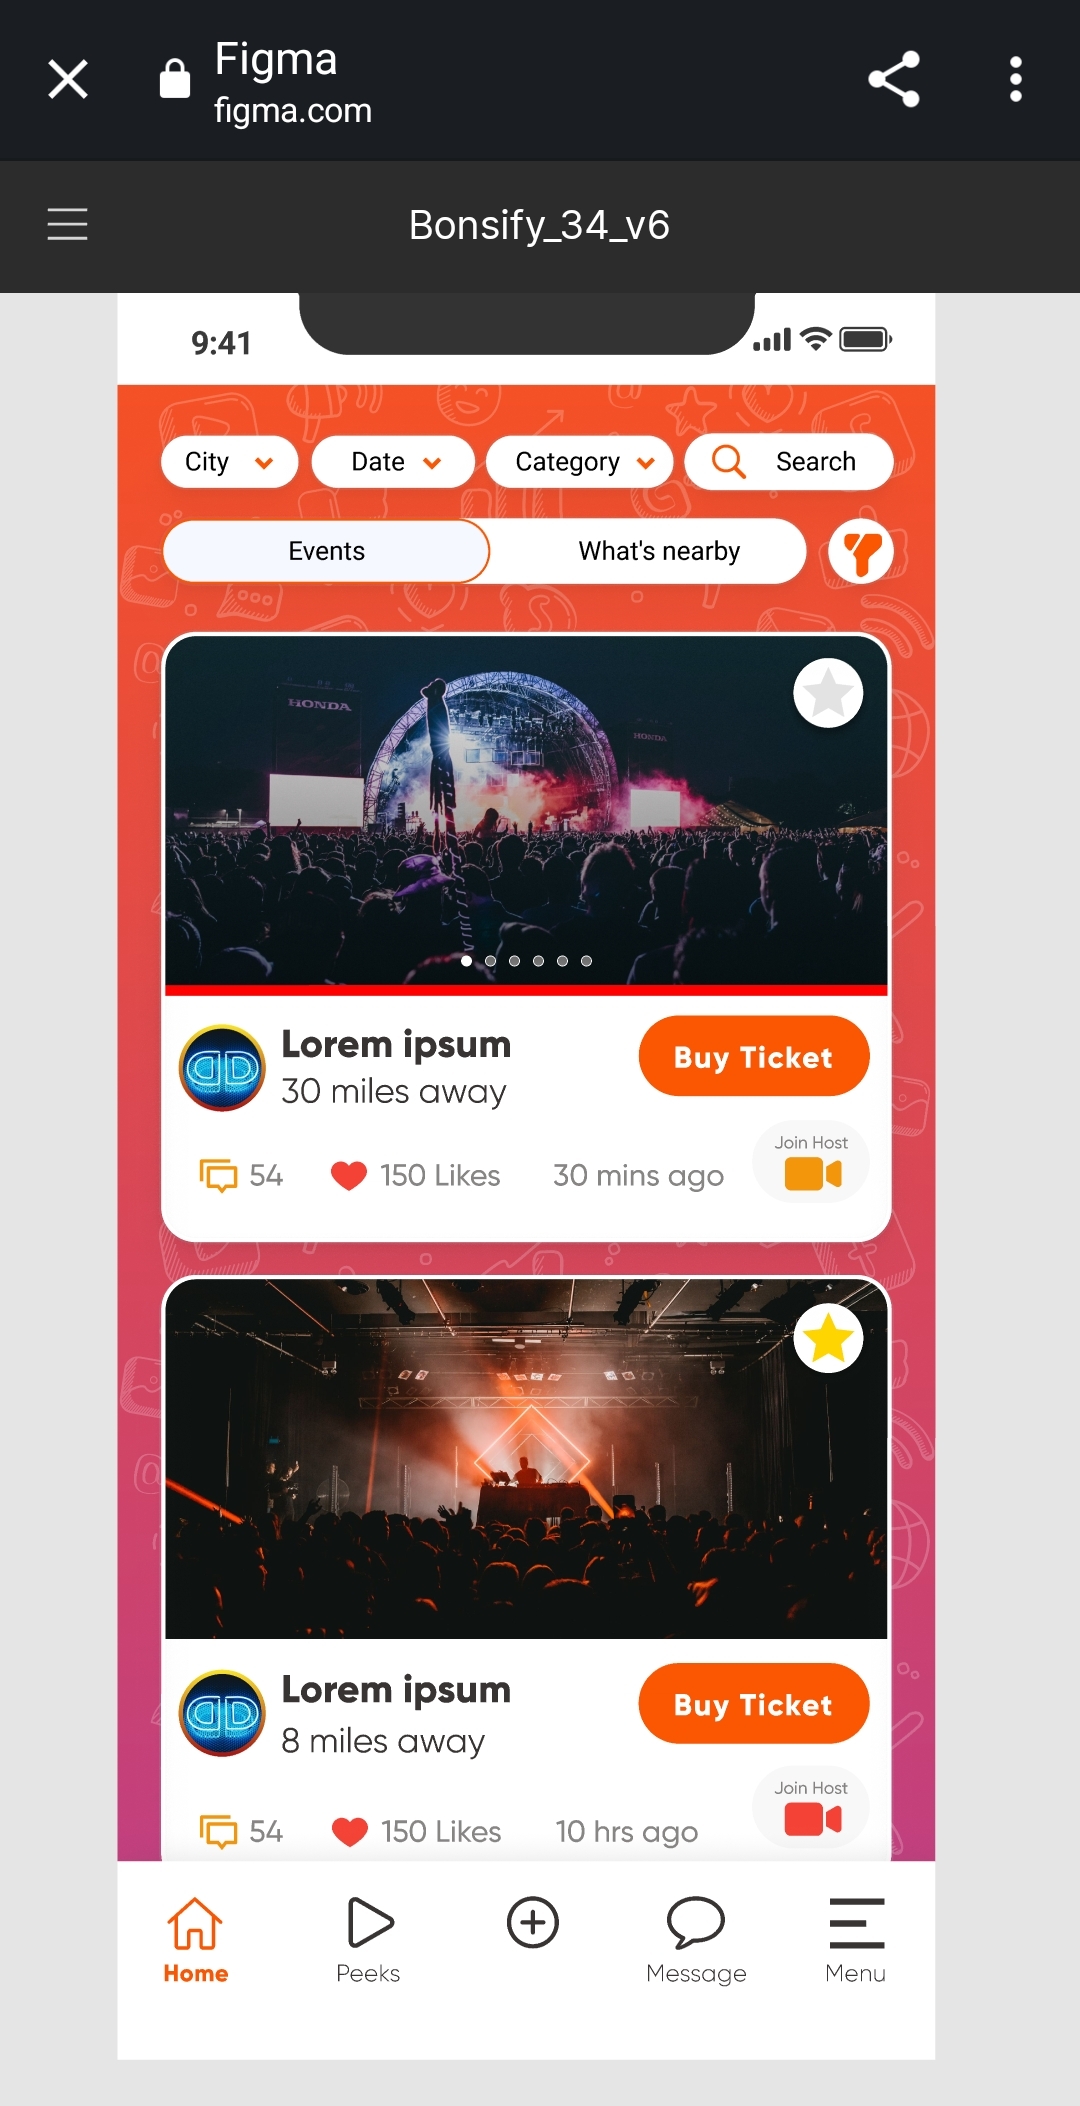 Figma
figma.com
Bonsify_34_v6
9:41
City
Date
Category
Search
Events
What's nearby
HONDA
HONDA
Lorem ipsum
Buy Ticket
30 miles away
Join Host
54
150 Likes
30 mins ago
Lorem ipsum
Buy Ticket
8 miles away
Join Host
54
150 Likes
10 hrs ago
Home
Peeks
Message
Menu